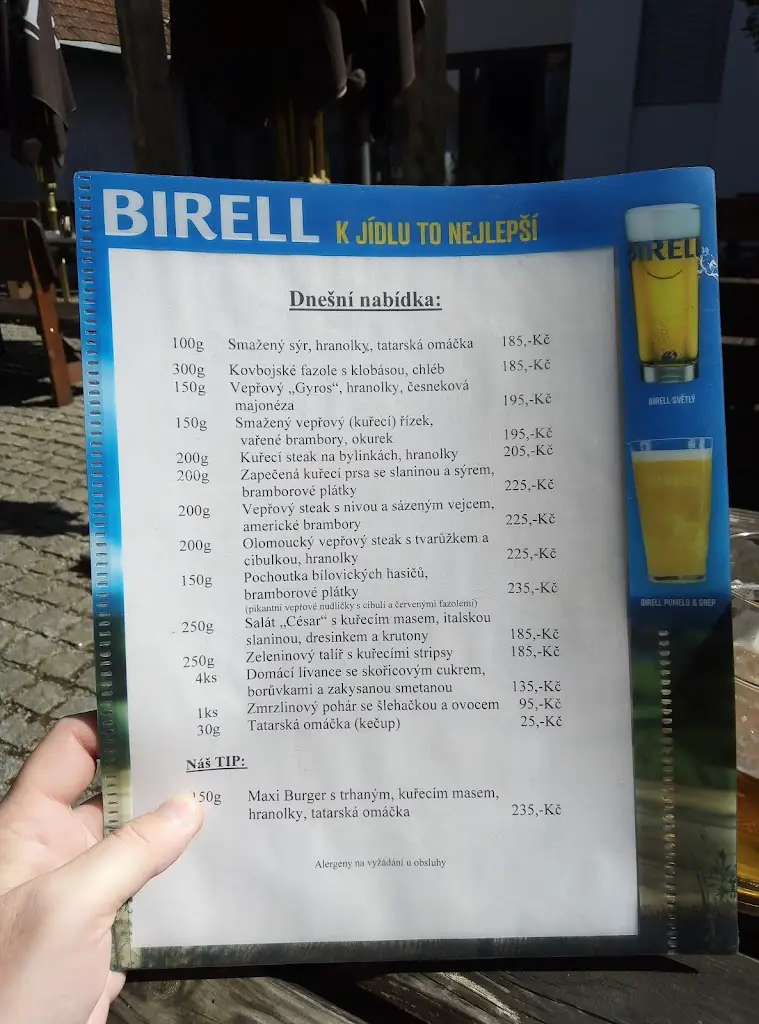 BIRELL K JÍDLU TO NEJLEPŠÍ
BIRELL
Dnešní nabídka:
100g Smažený sýr, hranolky, tatarská omáčka 185,-Kč
300g Kovbojské fazole s klobásou, chléb 185,-Kč
150g Vepřový „Gyros“, hranolky, česneková
majonéza 195,-Kč
150g Smažený vepřový (kuřecí) řízek,
vařené brambory, okurek 195,-Kč
200g Kuřecí steak na bylinkách, hranolky 205,-Kč
200g Zapečená kuřecí prsa se slaninou a sýrem,
bramborové plátky 225,-Kč
200g Vepřový steak s nivou a sázeným vejcem,
americké brambory 225,-Kč
200g Olomoucký vepřový steak s tvarůžkem a
cibulkou, hranolky 225,-Kč
150g Pochoutka bílovických hasičů,
bramborové plátky 235,-Kč
(pikantní vepřové nudličky s cibulí a červenými fazolemi)
250g Salát „César“ s kuřecím masem, italskou
slaninou, dresinkem a krutony 185,-Kč
250g Zeleninový talíř s kuřecími stripsy 185,-Kč
4ks Domácí lívance se skořicovým cukrem,
borůvkami a zakysanou smetanou 135,-Kč
1ks Zmrzlinový pohár se šlehačkou a ovocem 95,-Kč
30g Tatarská omáčka (kečup) 25,-Kč
Náš TIP:
150g Maxi Burger s trhaným, kuřecím masem,
hranolky, tatarská omáčka 235,-Kč
Alergeny na vyžádání u obsluhy
BIRELL SVĚTLÝ
BIRELL POMELO & GREP